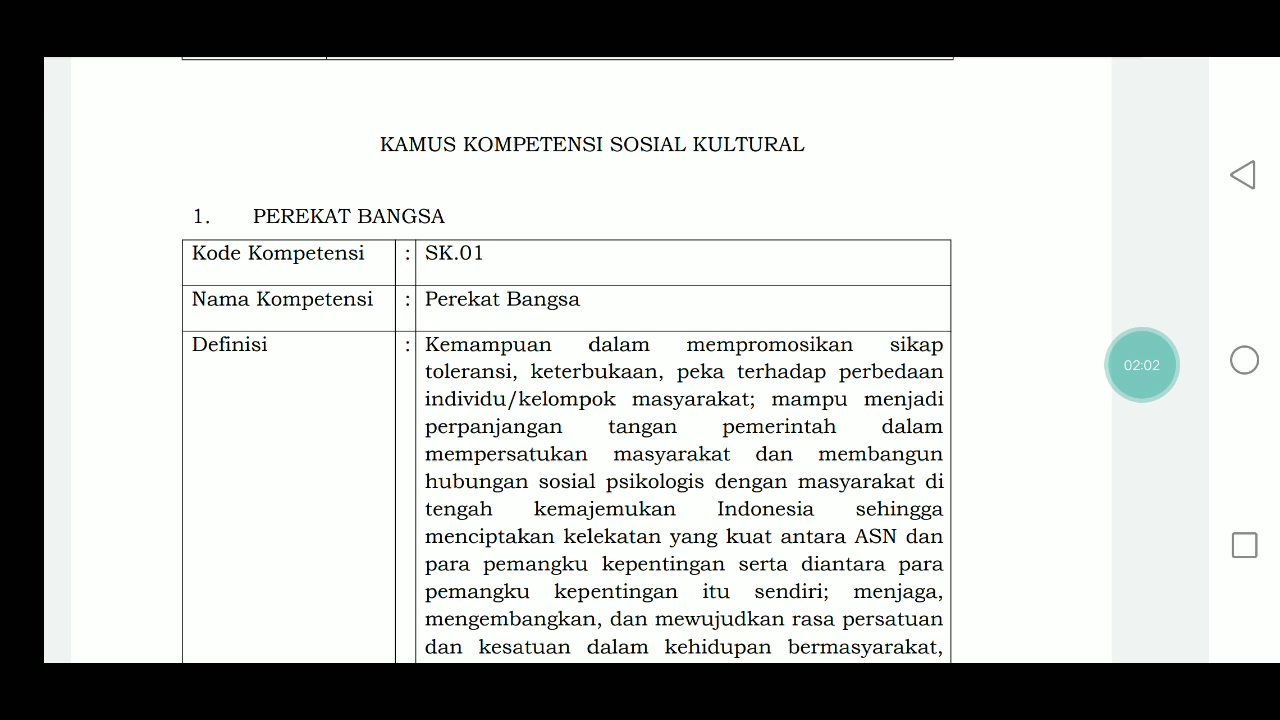 KAMUS KOMPETENSI SOSIAL KULTURAL
1. PEREKAT BANGSA
Kode Kompetensi : SK.01
Nama Kompetensi : Perekat Bangsa
Definisi : Kemampuan dalam mempromosikan sikap
toleransi, keterbukaan, peka terhadap perbedaan
individu/kelompok masyarakat; mampu menjadi
perpanjangan tangan pemerintah dalam
mempersatukan masyarakat dan membangun
hubungan sosial psikologis dengan masyarakat di
tengah kemajemukan Indonesia sehingga
menciptakan kelekatan yang kuat antara ASN dan
para pemangku kepentingan serta diantara para
pemangku kepentingan itu sendiri; menjaga,
mengembangkan, dan mewujudkan rasa persatuan
dan kesatuan dalam kehidupan bermasyarakat,
02:02